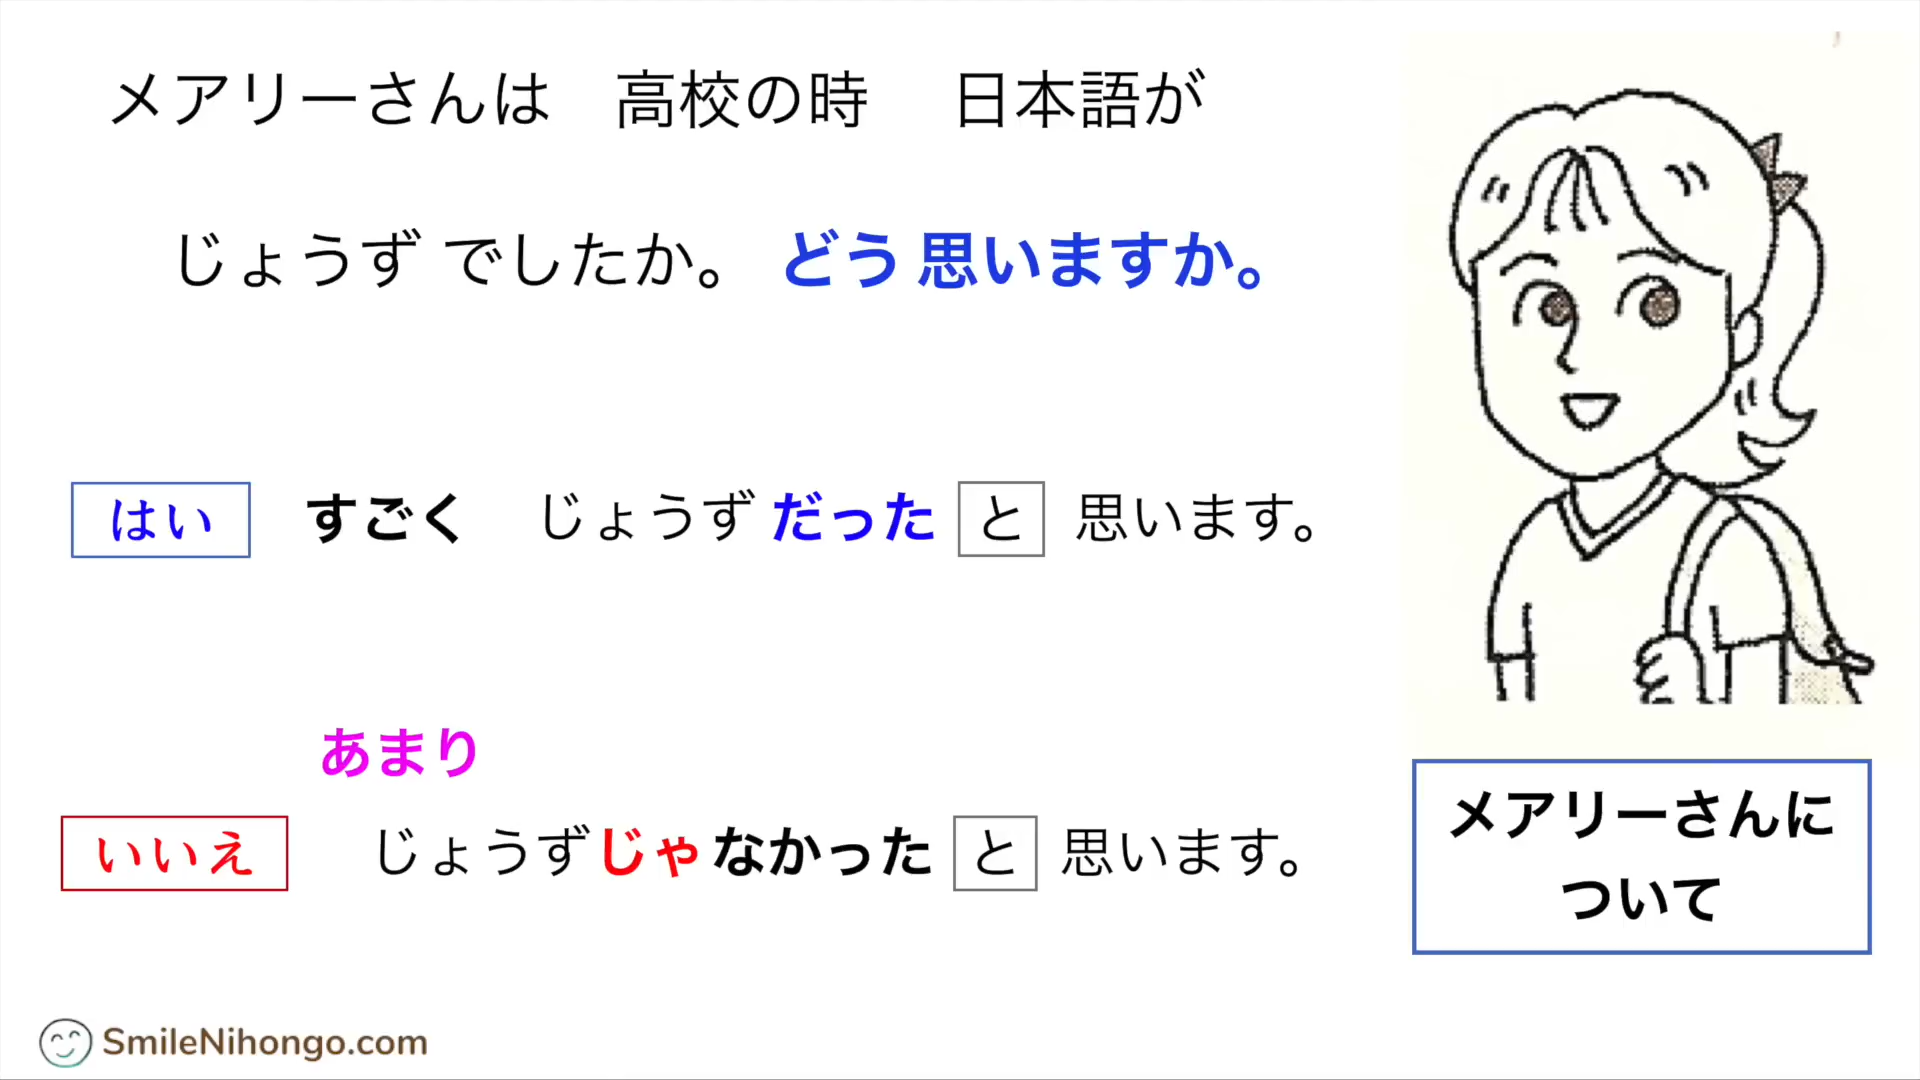 メアリーさんは　高校の時　日本語が
じょうず でしたか。 どう 思いますか。
はい　すごく　じょうず だった と 思います。
あまり
いいえ　じょうずじゃなかった と 思います。
メアリーさんに
ついて
SmileNihongo.com